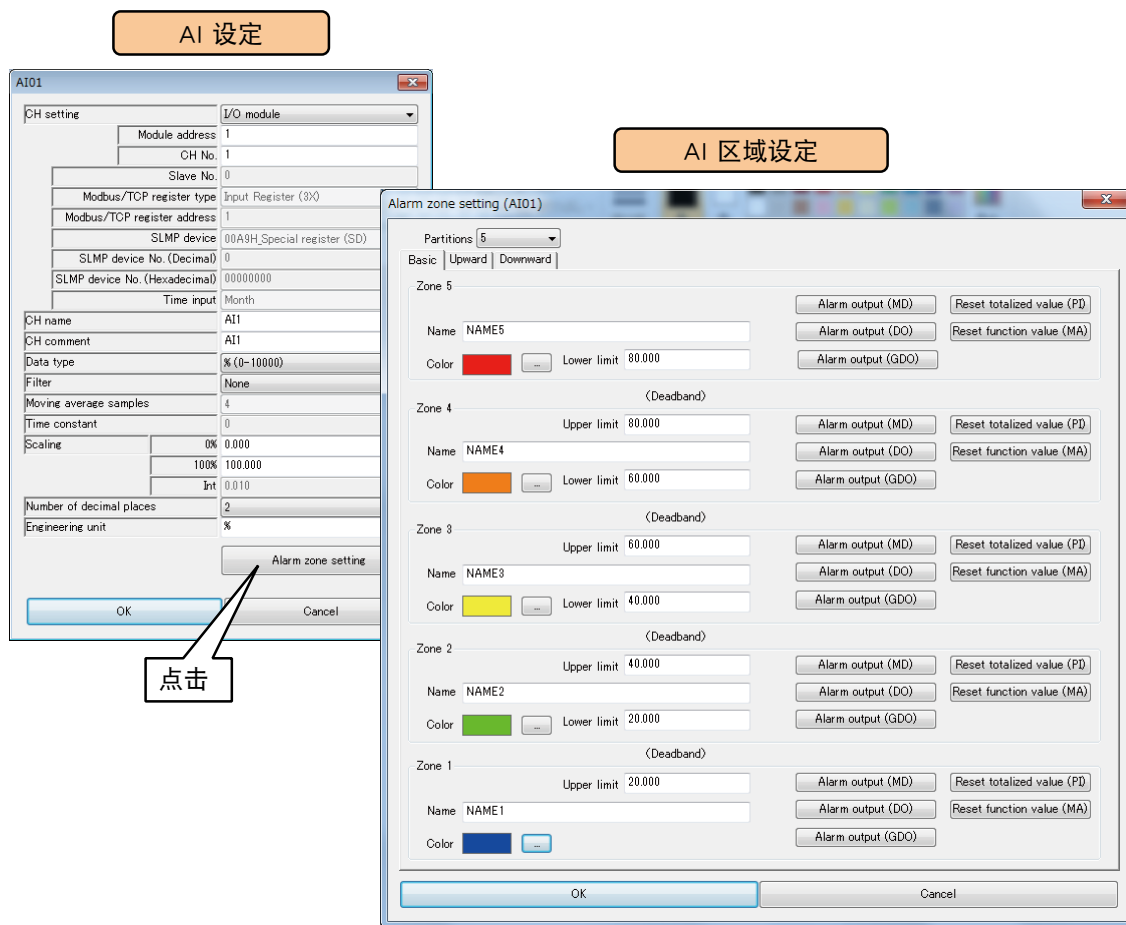 AI 设定
AI01
CH setting I/O module
Module address 1
CH No. 1
Slave No. 0
Modbus/TCP register type Input Register (3X)
Modbus/TCP register address 1
SLMP device 00A9H_Special register (SD)
SLMP device No. (Decimal) 0
SLMP device No. (Hexadecimal) 00000000
Time input Month
CH name AI1
CH comment AI1
Data type % (0-10000)
Filter None
Moving average samples 4
Time constant 0
Scaling 0% 0.000
100% 100.000
Int 0.010
Number of decimal places 2
Engineering unit %
Alarm zone setting
OK Cancel
点击
AI 区域设定
Alarm zone setting (AI01)
Partitions 5
Basic Upward Downward
Zone 5
Alarm output (MD) Reset totalized value (PI)
Name NAME5 Alarm output (DO) Reset function value (MA)
Color ... Lower limit 80.000 Alarm output (GDO)
(Deadband)
Zone 4
Upper limit 80.000 Alarm output (MD) Reset totalized value (PI)
Name NAME4 Alarm output (DO) Reset function value (MA)
Color ... Lower limit 60.000 Alarm output (GDO)
(Deadband)
Zone 3
Upper limit 60.000 Alarm output (MD) Reset totalized value (PI)
Name NAME3 Alarm output (DO) Reset function value (MA)
Color ... Lower limit 40.000 Alarm output (GDO)
(Deadband)
Zone 2
Upper limit 40.000 Alarm output (MD) Reset totalized value (PI)
Name NAME2 Alarm output (DO) Reset function value (MA)
Color ... Lower limit 20.000 Alarm output (GDO)
(Deadband)
Zone 1
Upper limit 20.000 Alarm output (MD) Reset totalized value (PI)
Name NAME1 Alarm output (DO) Reset function value (MA)
Color ... Alarm output (GDO)
OK Cancel